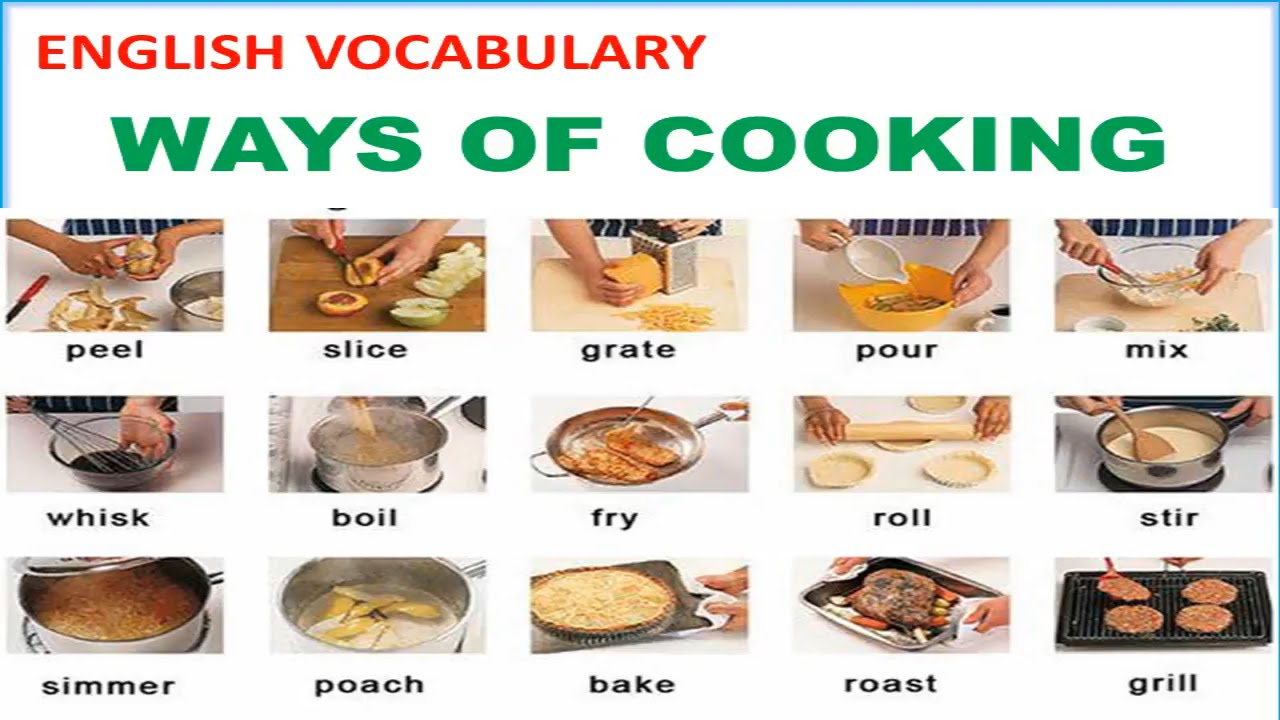 ENGLISH VOCABULARY
WAYS OF COOKING
peel slice grate pour mix
whisk boil fry roll stir
simmer poach bake roast grill